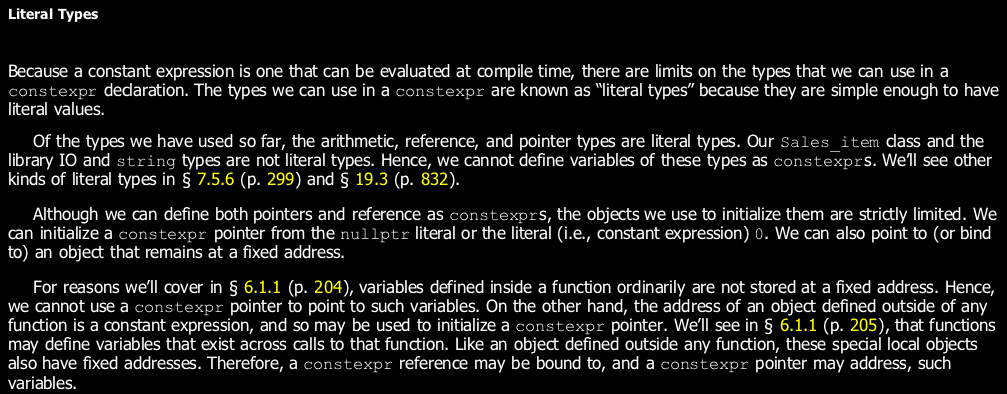 Literal Types
Because a constant expression is one that can be evaluated at compile time, there are limits on the types that we can use in a
constexpr declaration. The types we can use in a constexpr are known as “literal types” because they are simple enough to have
literal values.
Of the types we have used so far, the arithmetic, reference, and pointer types are literal types. Our Sales_item class and the
library IO and string types are not literal types. Hence, we cannot define variables of these types as constexprs. We’ll see other
kinds of literal types in § 7.5.6 (p. 299) and § 19.3 (p. 832).
Although we can define both pointers and reference as constexprs, the objects we use to initialize them are strictly limited. We
can initialize a constexpr pointer from the nullptr literal or the literal (i.e., constant expression) 0. We can also point to (or bind
to) an object that remains at a fixed address.
For reasons we’ll cover in § 6.1.1 (p. 204), variables defined inside a function ordinarily are not stored at a fixed address. Hence,
we cannot use a constexpr pointer to point to such variables. On the other hand, the address of an object defined outside of any
function is a constant expression, and so may be used to initialize a constexpr pointer. We’ll see in § 6.1.1 (p. 205), that functions
may define variables that exist across calls to that function. Like an object defined outside any function, these special local objects
also have fixed addresses. Therefore, a constexpr reference may be bound to, and a constexpr pointer may address, such
variables.